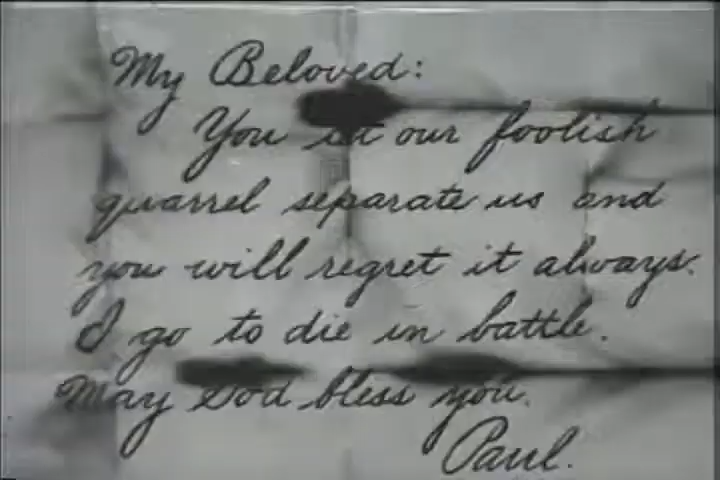 My Beloved:
You let our foolish
quarrel separate us and
you will regret it always.
I go to die in battle.
May God bless you.
Paul.